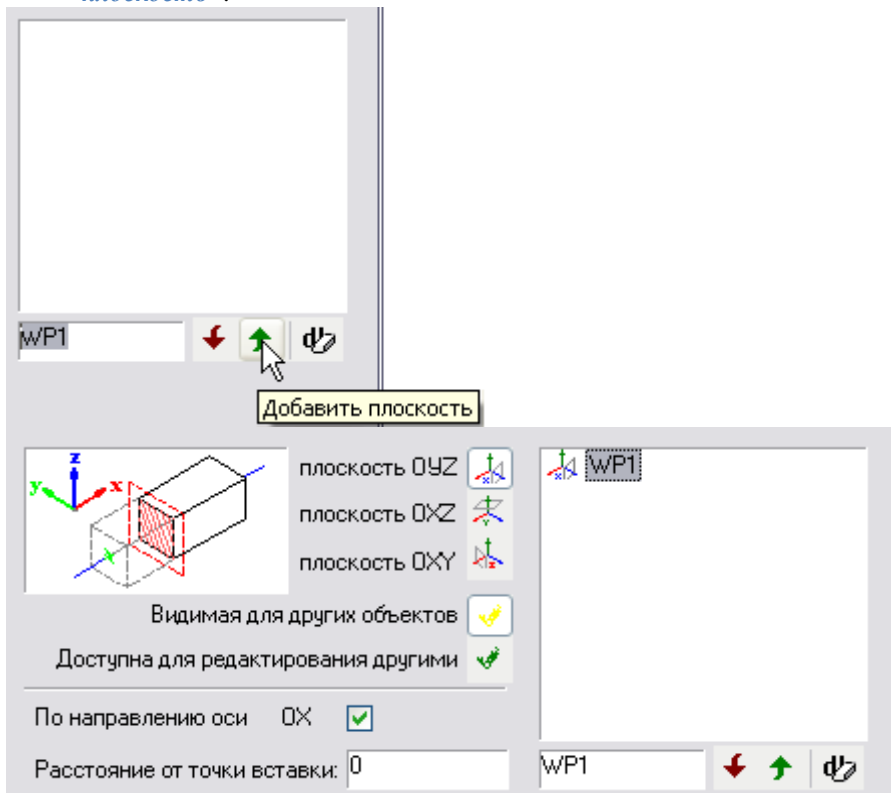 плоскость
WP1
Добавить плоскость
z
y x
плоскость OYZ
плоскость OXZ
плоскость OXY
Видимая для других объектов
Доступна для редактирования другими
По направлению оси OX
Расстояние от точки вставки: 0
WP1
WP1